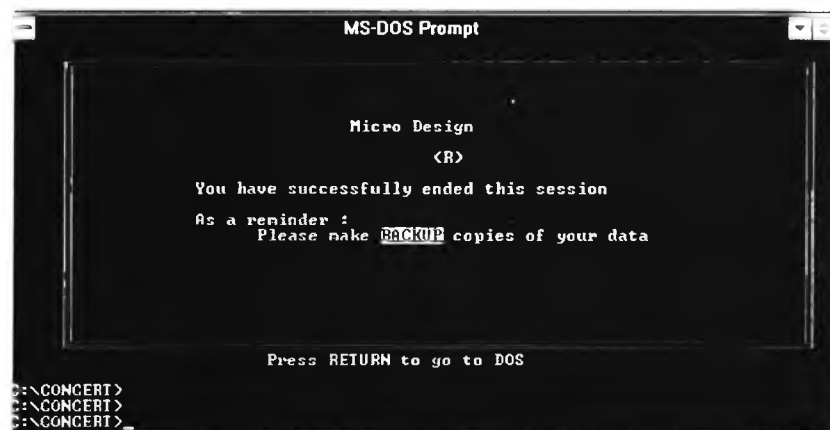 MS-DOS Prompt
Micro Design
(R)
You have successfully ended this session
As a reminder :
Please make BACKUP copies of your data
Press RETURN to go to DOS
C:\CONCERT>
C:\CONCERT>
C:\CONCERT>_